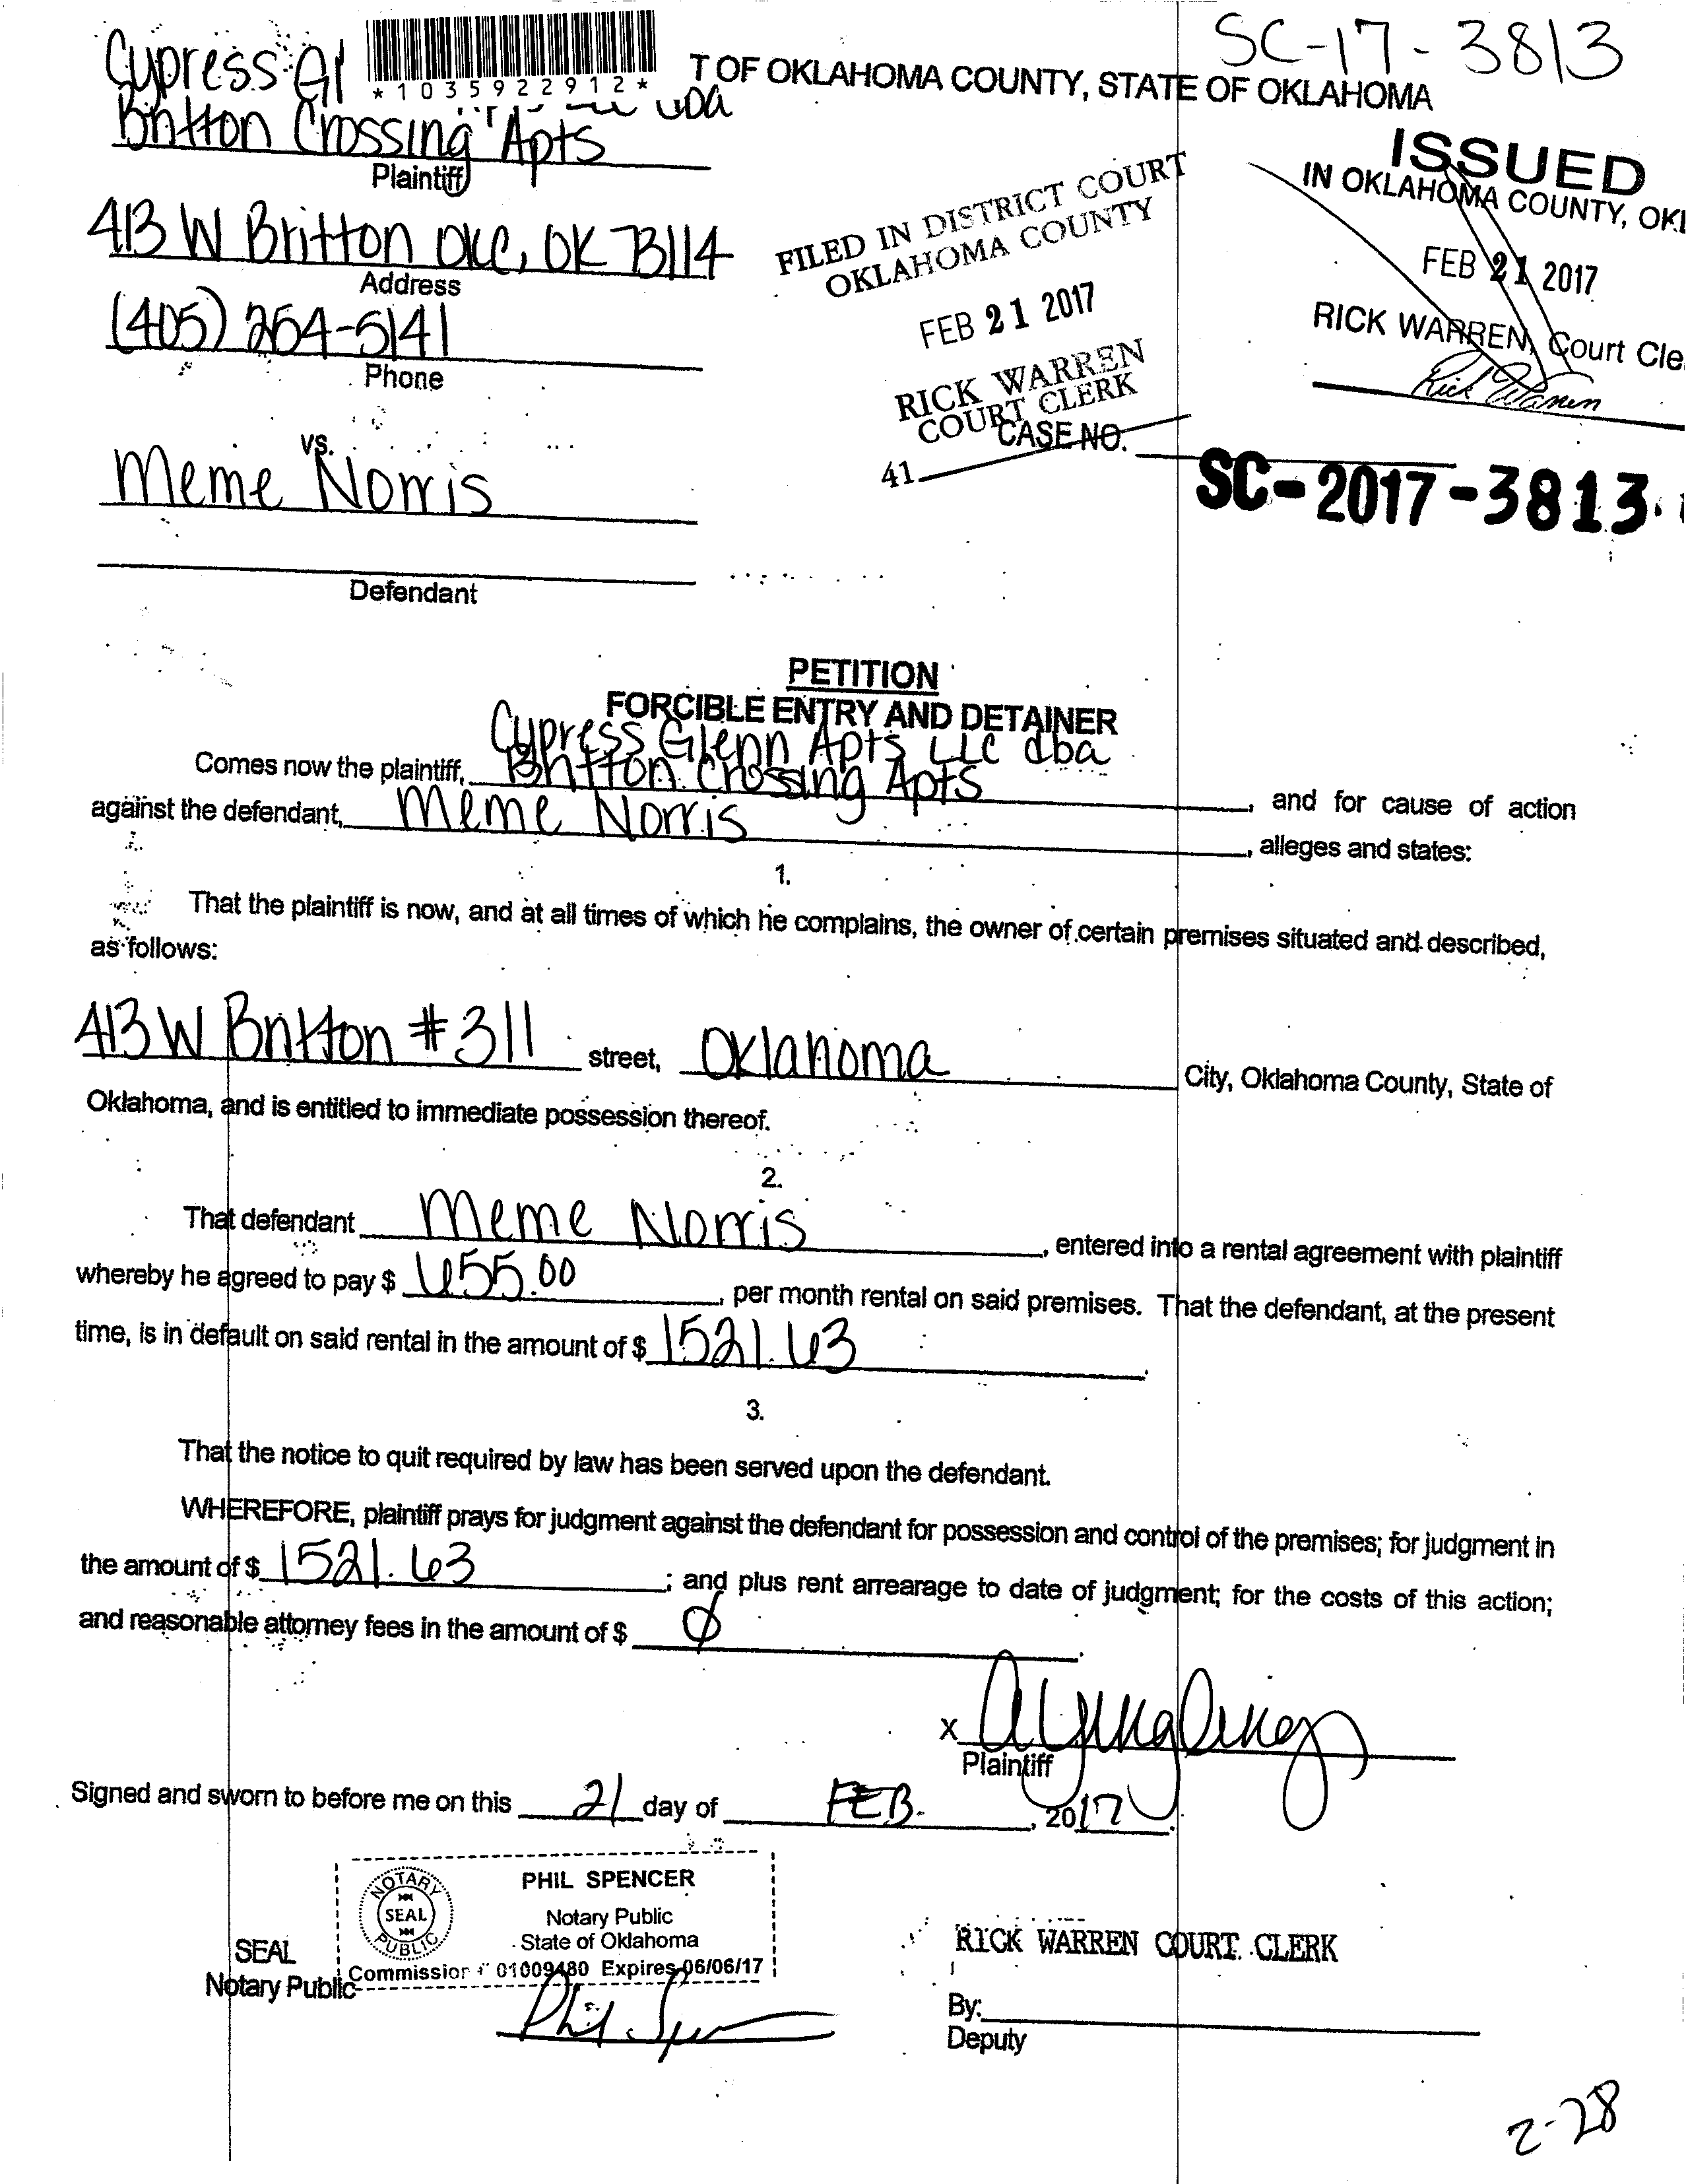 SC-17-3813
Cypress Gl
*1035922912*
T OF OKLAHOMA COUNTY, STATE OF OKLAHOMA
dba
Britton Crossing Apts
Plaintiff
ISSUED
IN OKLAHOMA COUNTY, OKL
FEB 21 2017
RICK WARREN, Court Cle
Rick Warren
413 W Britton OKC, OK 73114
Address
FILED IN DISTRICT COURT
OKLAHOMA COUNTY
FEB 21 2017
RICK WARREN
COURT CLERK
(405) 254-5141
Phone
vs.
CASE NO.
41
SC-2017-3813
Meme Norris
Defendant
PETITION
FORCIBLE ENTRY AND DETAINER
Cypress Glenn Apts LLC dba
Comes now the plaintiff, Britton Crossing Apts, and for cause of action
against the defendant, Meme Norris, alleges and states:
1.
That the plaintiff is now, and at all times of which he complains, the owner of certain premises situated and described,
as follows:
413 W Britton #311 street, Oklahoma City, Oklahoma County, State of
Oklahoma, and is entitled to immediate possession thereof.
2.
That defendant Meme Norris, entered into a rental agreement with plaintiff
whereby he agreed to pay $ 655.00, per month rental on said premises. That the defendant, at the present
time, is in default on said rental in the amount of $ 1521.63.
3.
That the notice to quit required by law has been served upon the defendant.
WHEREFORE, plaintiff prays for judgment against the defendant for possession and control of the premises; for judgment in
the amount of $ 1521.63; and plus rent arrearage to date of judgment; for the costs of this action;
and reasonable attorney fees in the amount of $ Ø.
X
Plaintiff
Signed and sworn to before me on this 21 day of FEB., 2017.
NOTARY
SEAL
PUBLIC
PHIL SPENCER
Notary Public
State of Oklahoma
Commission # 01009480 Expires 06/06/17
SEAL
Notary Public
Phil Spencer
RICK WARREN COURT CLERK
By:
Deputy
2-28